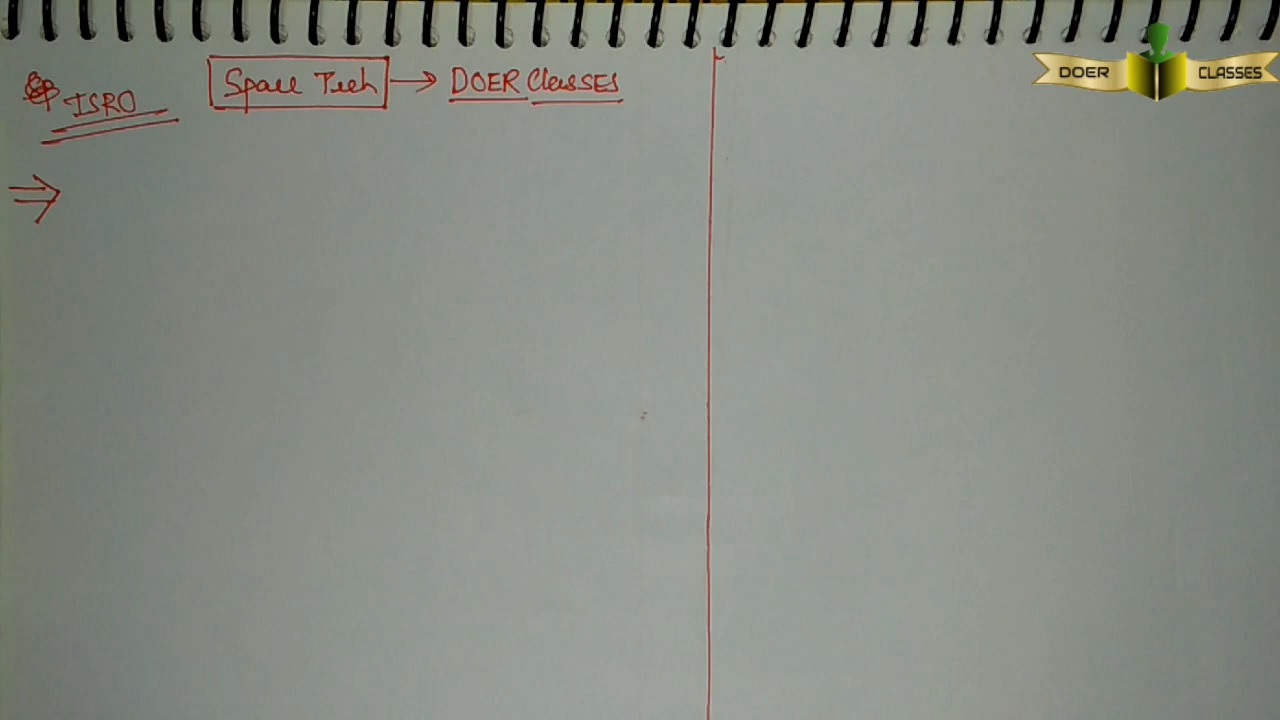 Space Tech → DOER Classes
ISRO
⇒
DOER CLASSES